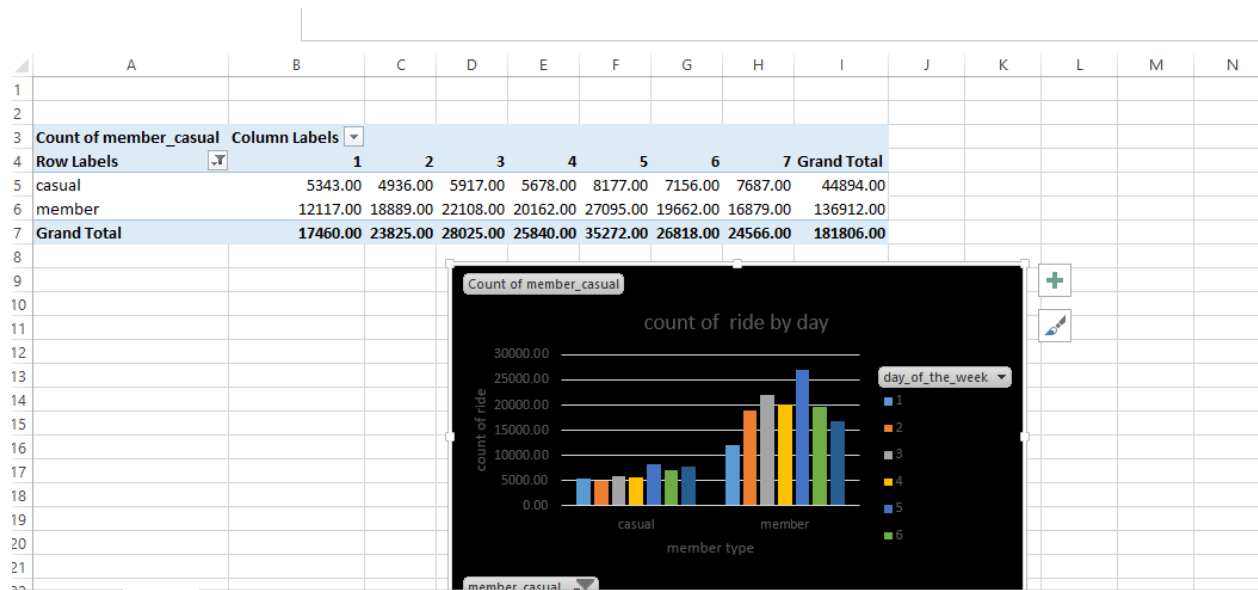 A B C D E F G H I J K L M N
1
2
3 Count of member_casual Column Labels
4 Row Labels 1 2 3 4 5 6 7 Grand Total
5 casual 5343.00 4936.00 5917.00 5678.00 8177.00 7156.00 7687.00 44894.00
6 member 12117.00 18889.00 22108.00 20162.00 27095.00 19662.00 16879.00 136912.00
7 Grand Total 17460.00 23825.00 28025.00 25840.00 35272.00 26818.00 24566.00 181806.00
8
9
10
11
12
13
14
15
16
17
18
19
20
21
Count of member_casual
count of ride by day
30000.00
25000.00
20000.00
15000.00
10000.00
5000.00
0.00
count of ride
casual member
member type
day_of_the_week
1
2
3
4
5
6
member_casual